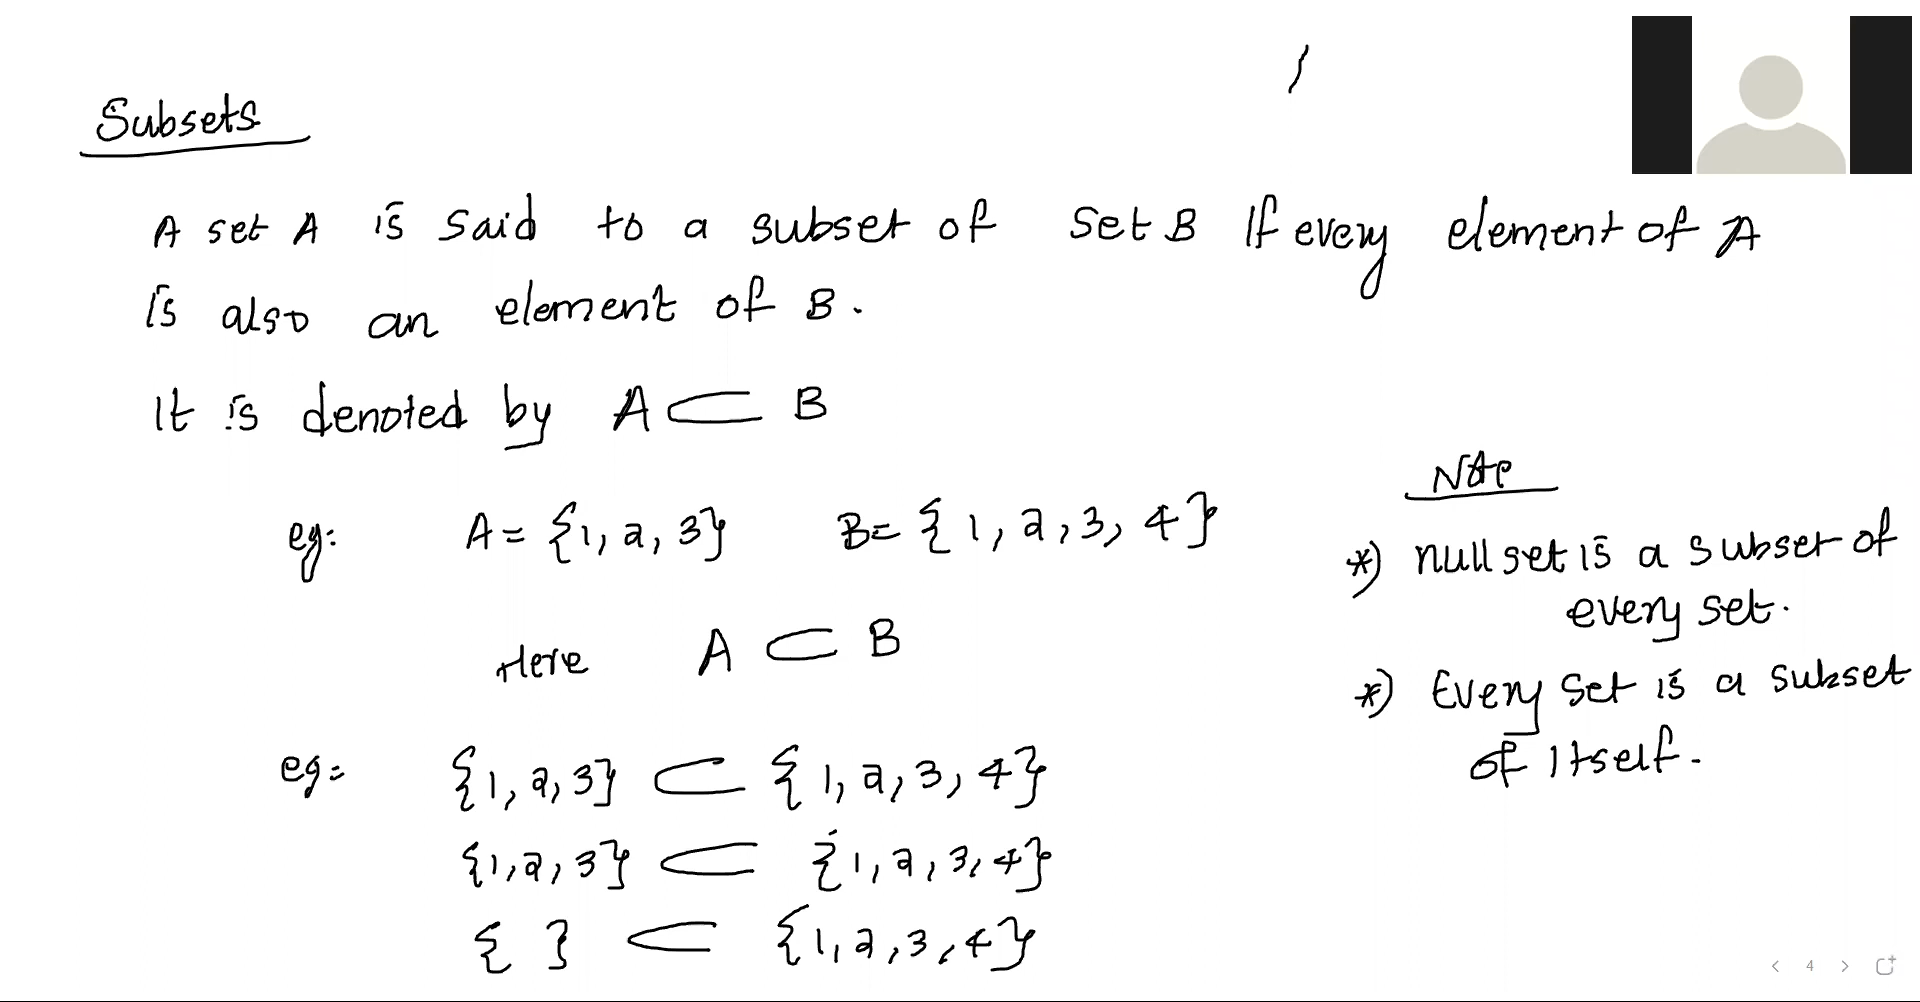 Subsets
A set A is said to a subset of set B if every element of A
is also an element of B.
It is denoted by A ⊂ B
eg: A = {1, 2, 3} B = {1, 2, 3, 4}
Here A ⊂ B
eg: {1, 2, 3} ⊂ {1, 2, 3, 4}
{1, 2, 3} ⊂ {1, 2, 3, 4}
{ } ⊂ {1, 2, 3, 4}
Note
*) null set is a subset of
every set.
*) Every set is a subset
of itself.
4